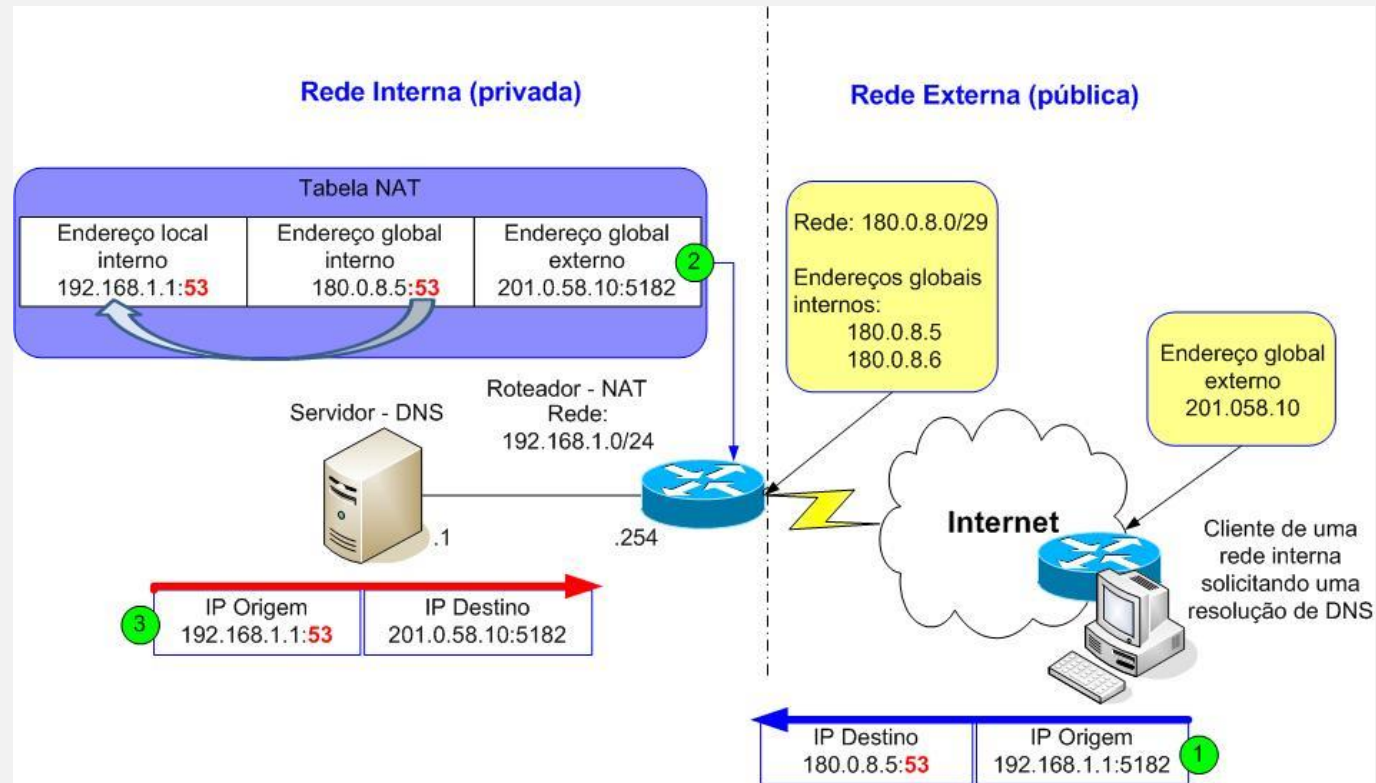 Rede Interna (privada)
Rede Externa (pública)
Tabela NAT
Endereço local
interno
192.168.1.1:53
Endereço global
interno
180.0.8.5:53
Endereço global
externo
201.0.58.10:5182
2
Rede: 180.0.8.0/29
Endereços globais
internos:
180.0.8.5
180.0.8.6
Endereço global
externo
201.058.10
Servidor - DNS
Roteador - NAT
Rede:
192.168.1.0/24
.1
.254
Internet
Cliente de uma
rede interna
solicitando uma
resolução de DNS
3
IP Origem
192.168.1.1:53
IP Destino
201.0.58.10:5182
IP Destino
180.0.8.5:53
IP Origem
192.168.1.1:5182
1